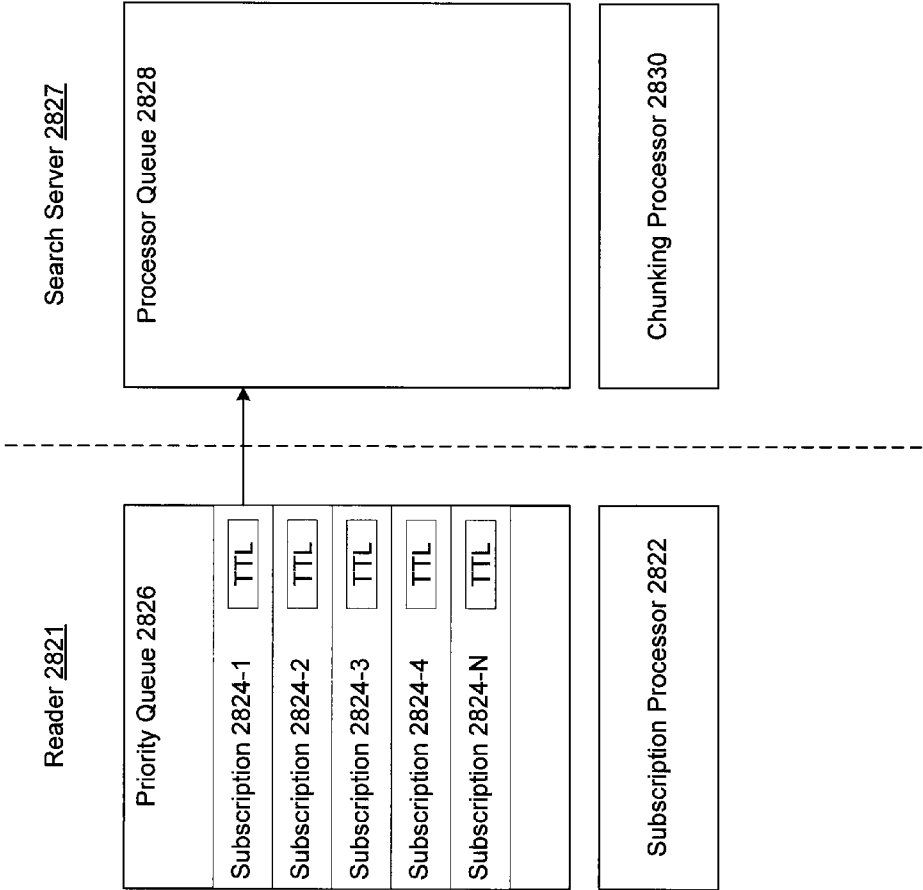 Reader 2821
Priority Queue 2826
Subscription 2824-1 TTL
Subscription 2824-2 TTL
Subscription 2824-3 TTL
Subscription 2824-4 TTL
Subscription 2824-N TTL
Subscription Processor 2822
Search Server 2827
Processor Queue 2828
Chunking Processor 2830